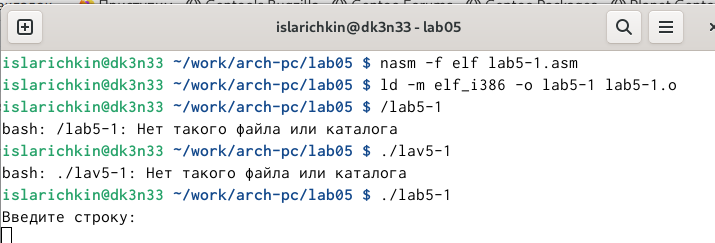 islarichkin@dk3n33 - lab05
islarichkin@dk3n33 ~/work/arch-pc/lab05 $ nasm -f elf lab5-1.asm
islarichkin@dk3n33 ~/work/arch-pc/lab05 $ ld -m elf_i386 -o lab5-1 lab5-1.o
islarichkin@dk3n33 ~/work/arch-pc/lab05 $ /lab5-1
bash: /lab5-1: Нет такого файла или каталога
islarichkin@dk3n33 ~/work/arch-pc/lab05 $ ./lav5-1
bash: ./lav5-1: Нет такого файла или каталога
islarichkin@dk3n33 ~/work/arch-pc/lab05 $ ./lab5-1
Введите строку: